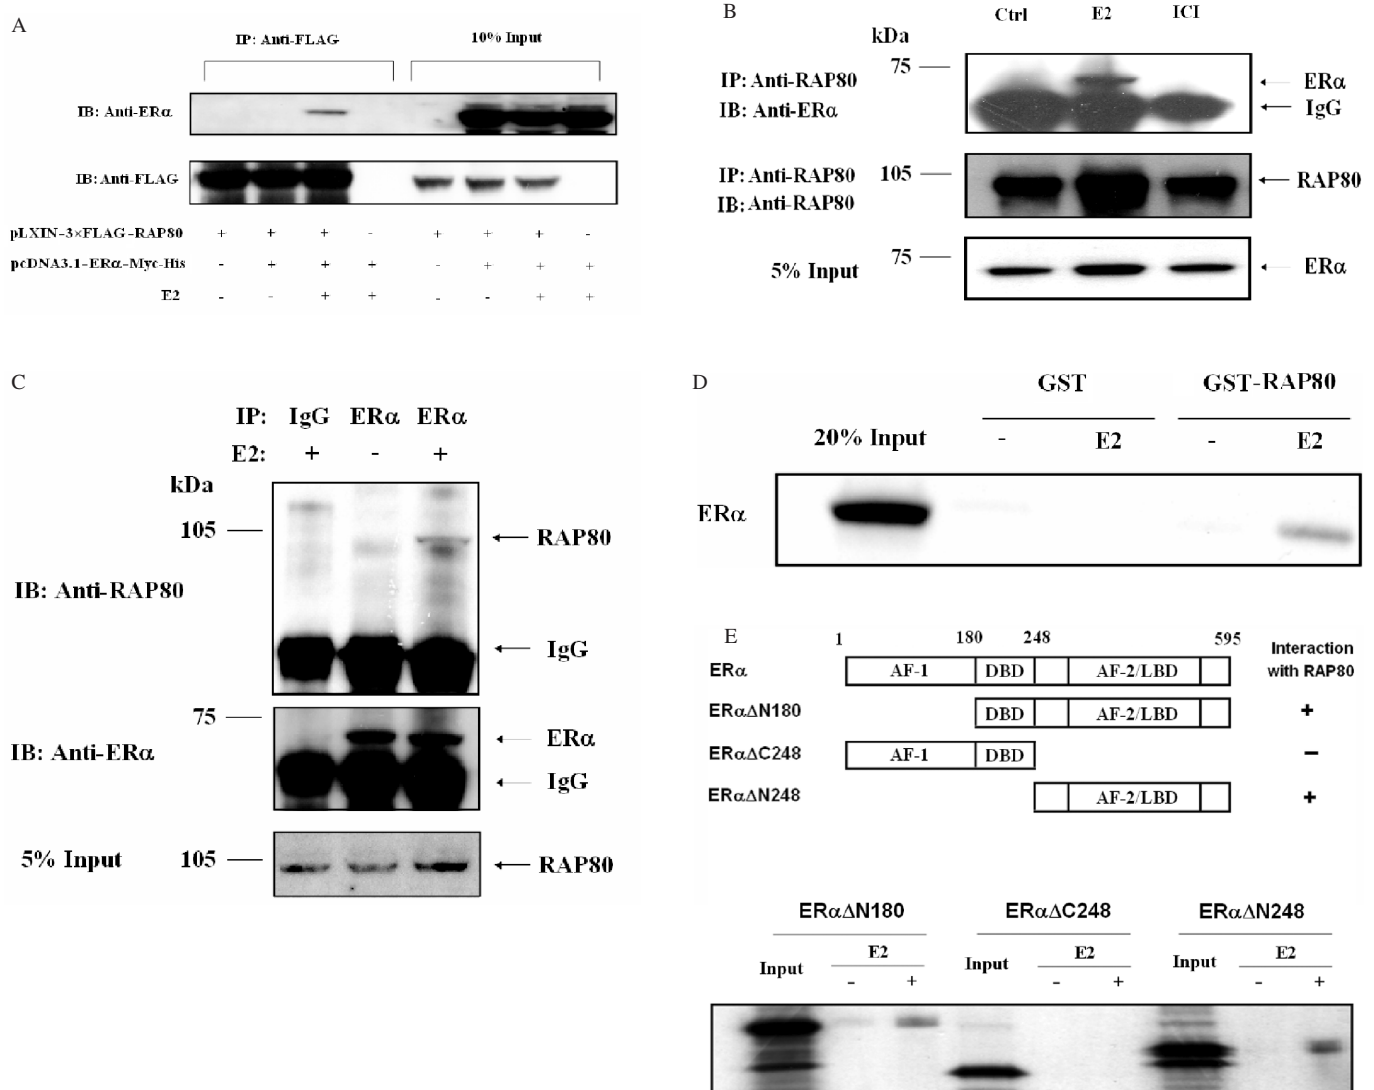 A
IP: Anti-FLAG
10% Input
IB: Anti-ERα
IB: Anti-FLAG
pLXIN-3×FLAG-RAP80 + + + - + + + -
pcDNA3.1-ERα-Myc-His - + + + - + + +
E2 - - + + - - + +
B
Ctrl E2 ICI
kDa
75
IP: Anti-RAP80
IB: Anti-ERα
ERα
IgG
IP: Anti-RAP80
IB: Anti-RAP80
105
RAP80
5% Input
75
ERα
C
IP: IgG ERα ERα
E2: + - +
kDa
105
RAP80
IB: Anti-RAP80
IgG
75
IB: Anti-ERα
ERα
IgG
5% Input
105
RAP80
D
GST GST-RAP80
20% Input - E2 - E2
ERα
E
1 180 248 595
Interaction
with RAP80
ERα AF-1 DBD AF-2/LBD
ERαΔN180 DBD AF-2/LBD +
ERαΔC248 AF-1 DBD −
ERαΔN248 AF-2/LBD +
ERαΔN180 ERαΔC248 ERαΔN248
Input E2 Input E2 Input E2
- + - + - +